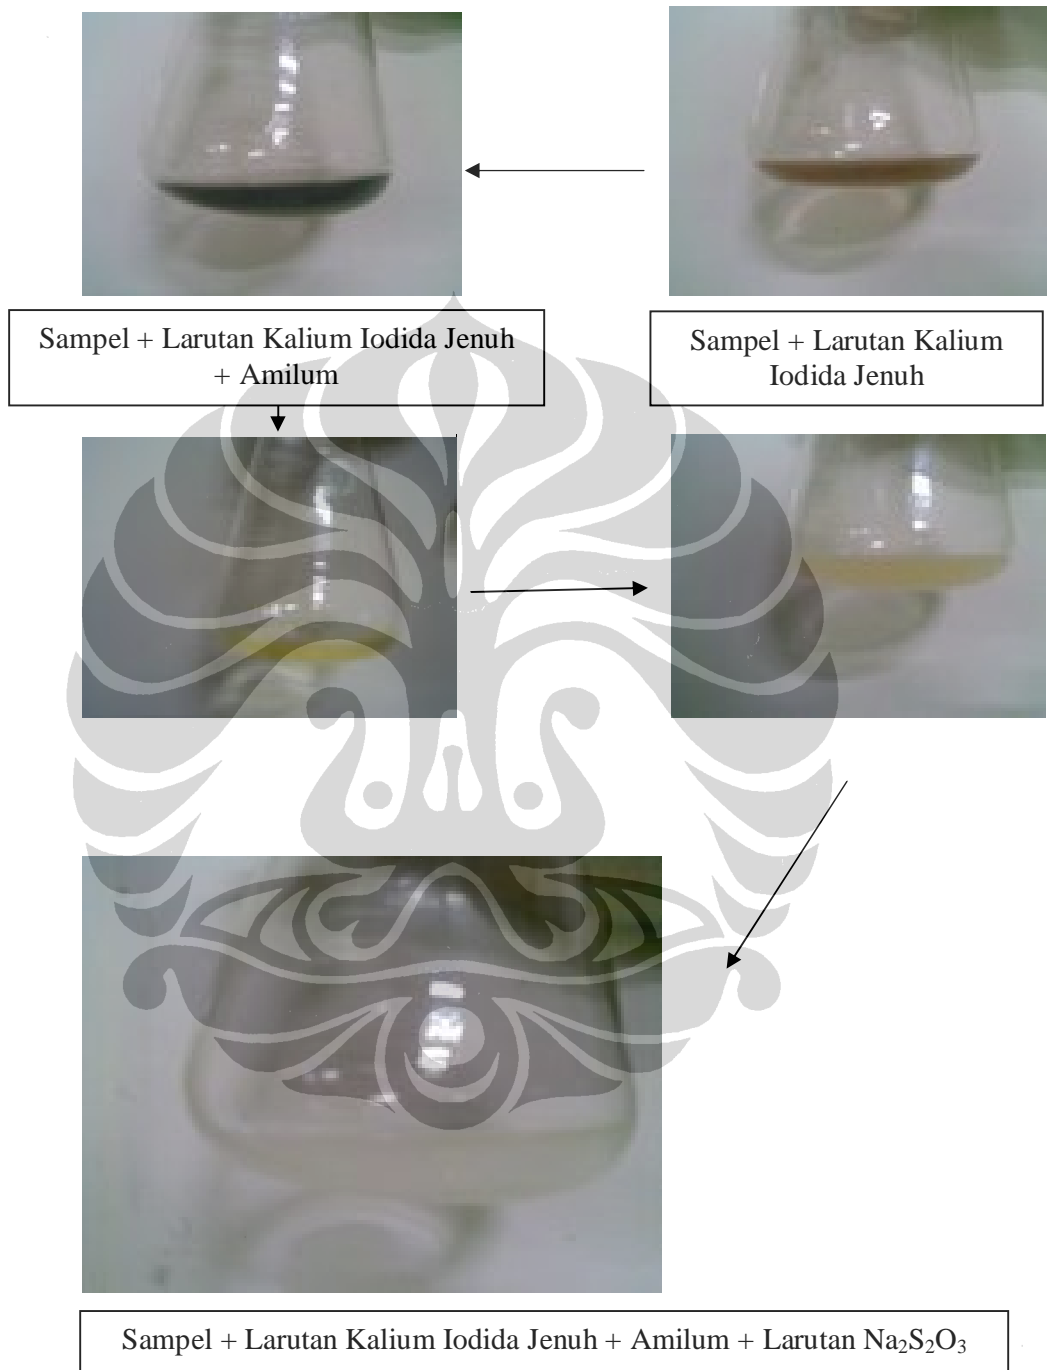 Sampel + Larutan Kalium Iodida Jenuh
+ Amilum
Sampel + Larutan Kalium
Iodida Jenuh
Sampel + Larutan Kalium Iodida Jenuh + Amilum + Larutan Na₂S₂O₃